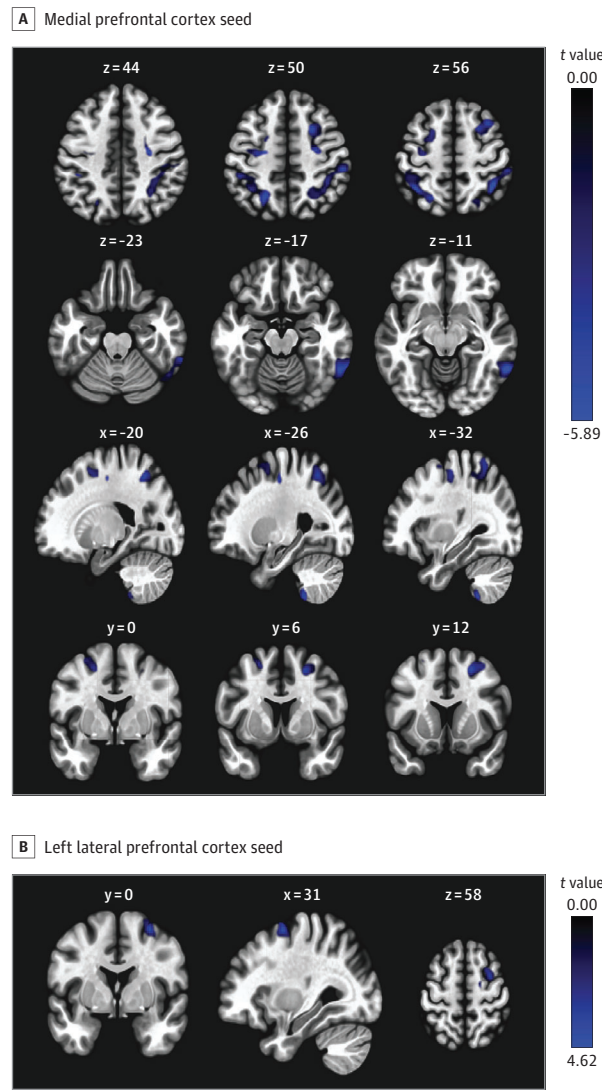 A Medial prefrontal cortex seed
t value
0.00
z=44 z=50 z=56
z=-23 z=-17 z=-11
-5.89
x=-20 x=-26 x=-32
y=0 y=6 y=12
B Left lateral prefrontal cortex seed
t value
0.00
y=0 x=31 z=58
4.62